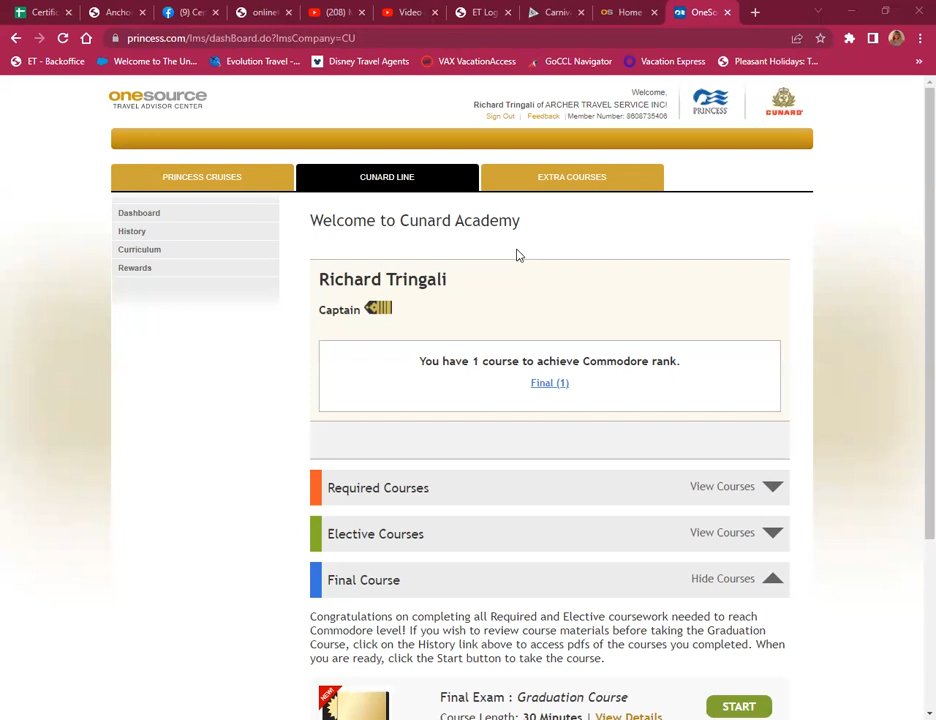 Certific
Ancho
(9) Ce
online
(208) M
Video
ET Log
Carniv
OS Home
OneSo
princess.com/lms/dashBoard.do?lmsCompany=CU
ET - Backoffice
Welcome to The Un...
Evolution Travel -...
Disney Travel Agents
VAX VacationAccess
GoCCL Navigator
Vacation Express
Pleasant Holidays: T...
»
onesource
TRAVEL ADVISOR CENTER
Welcome,
Richard Tringali of ARCHER TRAVEL SERVICE INC!
Sign Out | Feedback | Member Number: 8608735406
PRINCESS
CUNARD
PRINCESS CRUISES
CUNARD LINE
EXTRA COURSES
Dashboard
History
Curriculum
Rewards
Welcome to Cunard Academy
Richard Tringali
Captain
You have 1 course to achieve Commodore rank.
Final (1)
Required Courses
View Courses
Elective Courses
View Courses
Final Course
Hide Courses
Congratulations on completing all Required and Elective coursework needed to reach
Commodore level! If you wish to review course materials before taking the Graduation
Course, click on the History link above to access pdfs of the courses you completed. When
you are ready, click the Start button to take the course.
NEW!
Final Exam : Graduation Course
Course Length: 30 Minutes | View Details
START